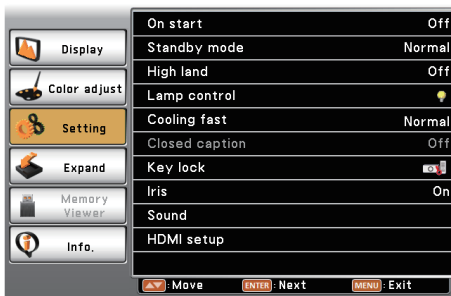 Display
Color adjust
Setting
Expand
Memory
Viewer
Info.
On start Off
Standby mode Normal
High land Off
Lamp control
Cooling fast Normal
Closed caption Off
Key lock
Iris On
Sound
HDMI setup
:Move ENTER :Next MENU :Exit